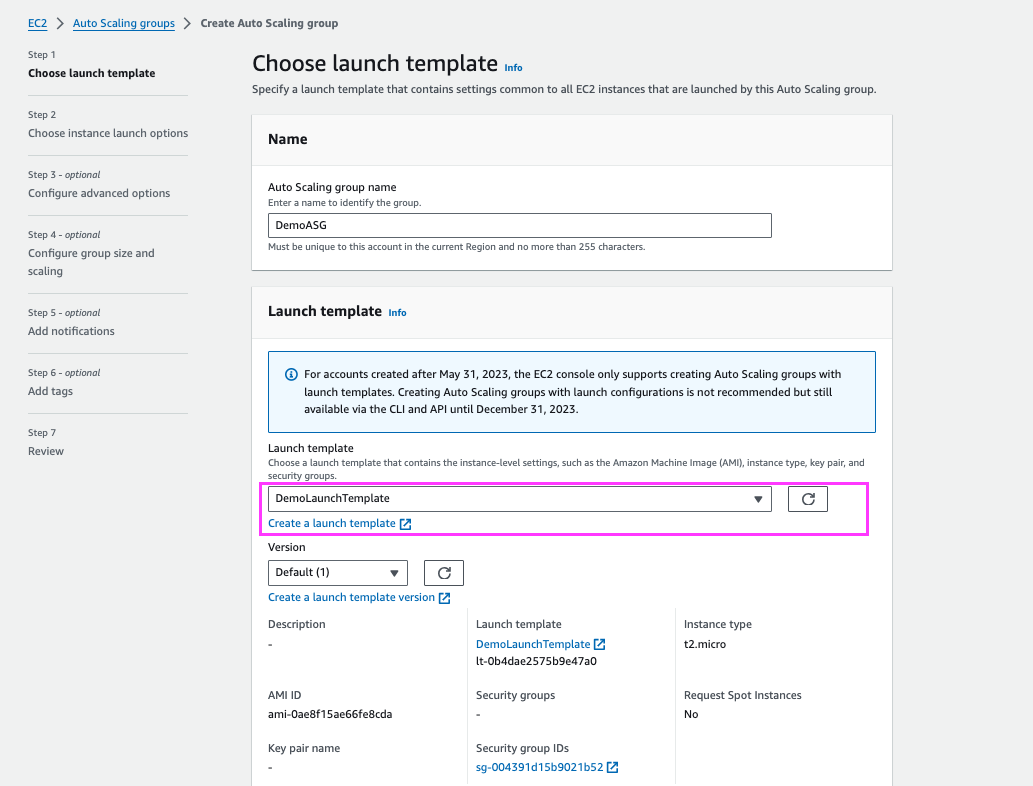 EC2 > Auto Scaling groups > Create Auto Scaling group
Step 1
Choose launch template
Step 2
Choose instance launch options
Step 3 - optional
Configure advanced options
Step 4 - optional
Configure group size and
scaling
Step 5 - optional
Add notifications
Step 6 - optional
Add tags
Step 7
Review
Choose launch template Info
Specify a launch template that contains settings common to all EC2 instances that are launched by this Auto Scaling group.
Name
Auto Scaling group name
Enter a name to identify the group.
DemoASG
Must be unique to this account in the current Region and no more than 255 characters.
Launch template Info
For accounts created after May 31, 2023, the EC2 console only supports creating Auto Scaling groups with
launch templates. Creating Auto Scaling groups with launch configurations is not recommended but still
available via the CLI and API until December 31, 2023.
Launch template
Choose a launch template that contains the instance-level settings, such as the Amazon Machine Image (AMI), instance type, key pair, and
security groups.
DemoLaunchTemplate
Create a launch template
Version
Default (1)
Create a launch template version
Description
-
Launch template
DemoLaunchTemplate
lt-0b4dae2575b9e47a0
Instance type
t2.micro
AMI ID
ami-0ae8f15ae66fe8cda
Security groups
-
Request Spot Instances
No
Key pair name
-
Security group IDs
sg-004391d15b9021b52